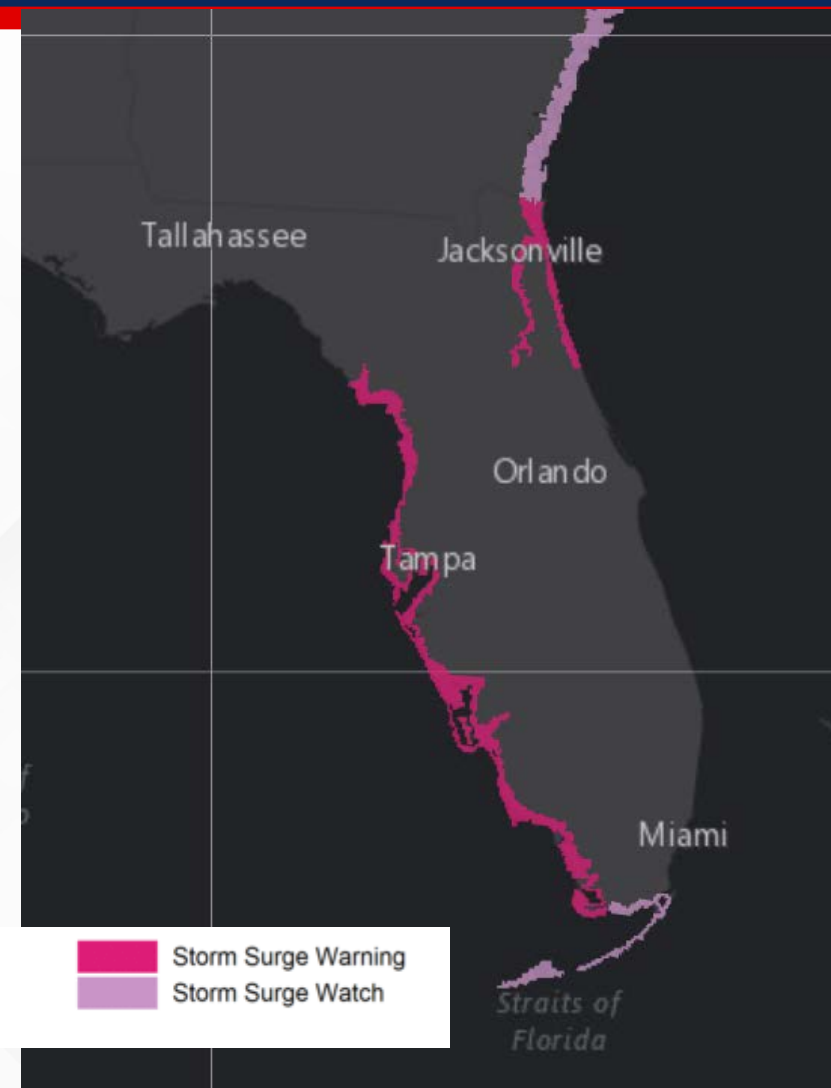 Tallahassee
Jacksonville
Orlando
Tampa
Miami
Storm Surge Warning
Storm Surge Watch
Straits of
Florida